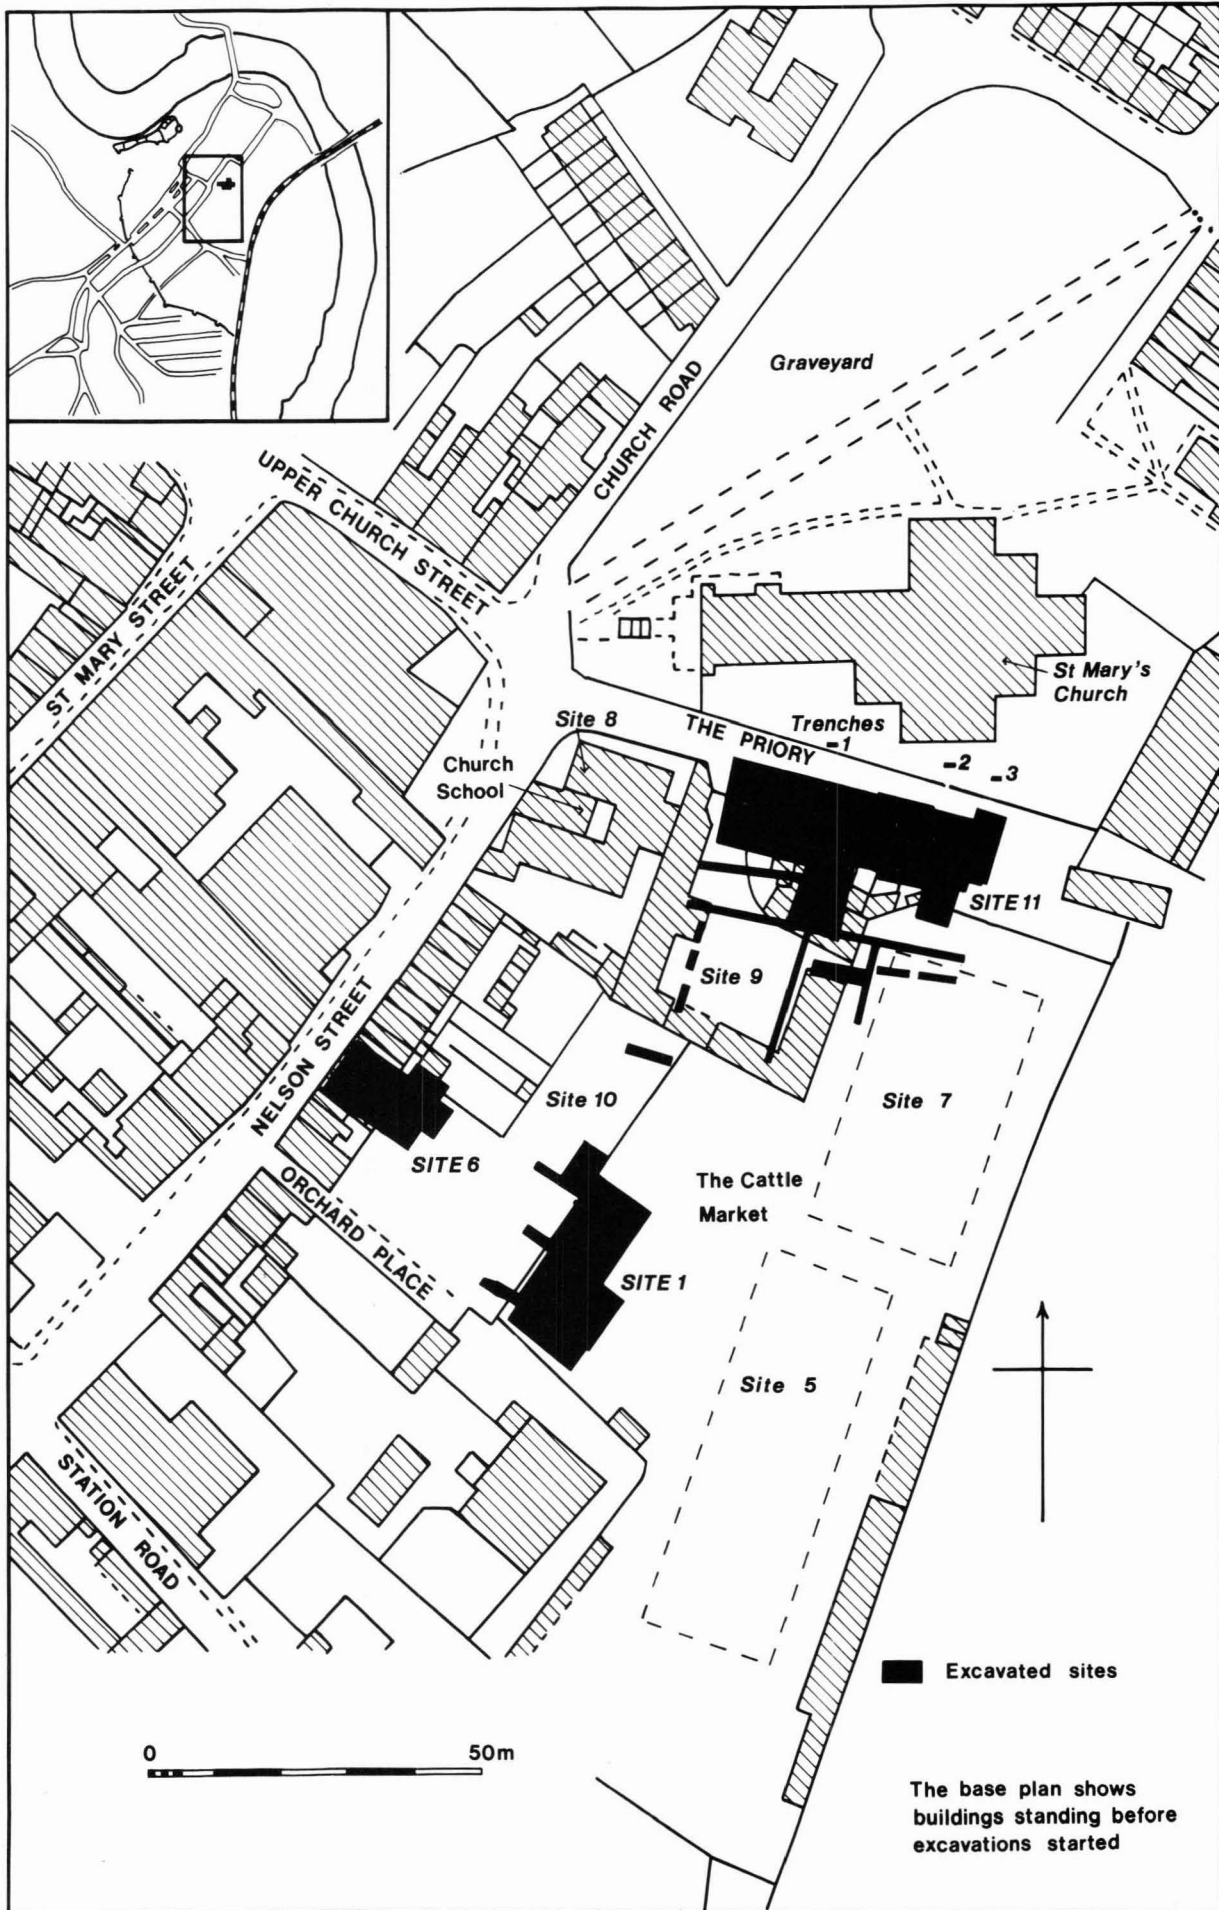 Graveyard
CHURCH ROAD
UPPER CHURCH STREET
ST MARY STREET
St Mary's
Church
Site 8
THE PRIORY
Trenches
1
2
3
Church
School
SITE 11
Site 9
NELSON STREET
Site 10
Site 7
SITE 6
The Cattle
Market
ORCHARD PLACE
SITE 1
Site 5
STATION ROAD
Excavated sites
0 50m
The base plan shows
buildings standing before
excavations started